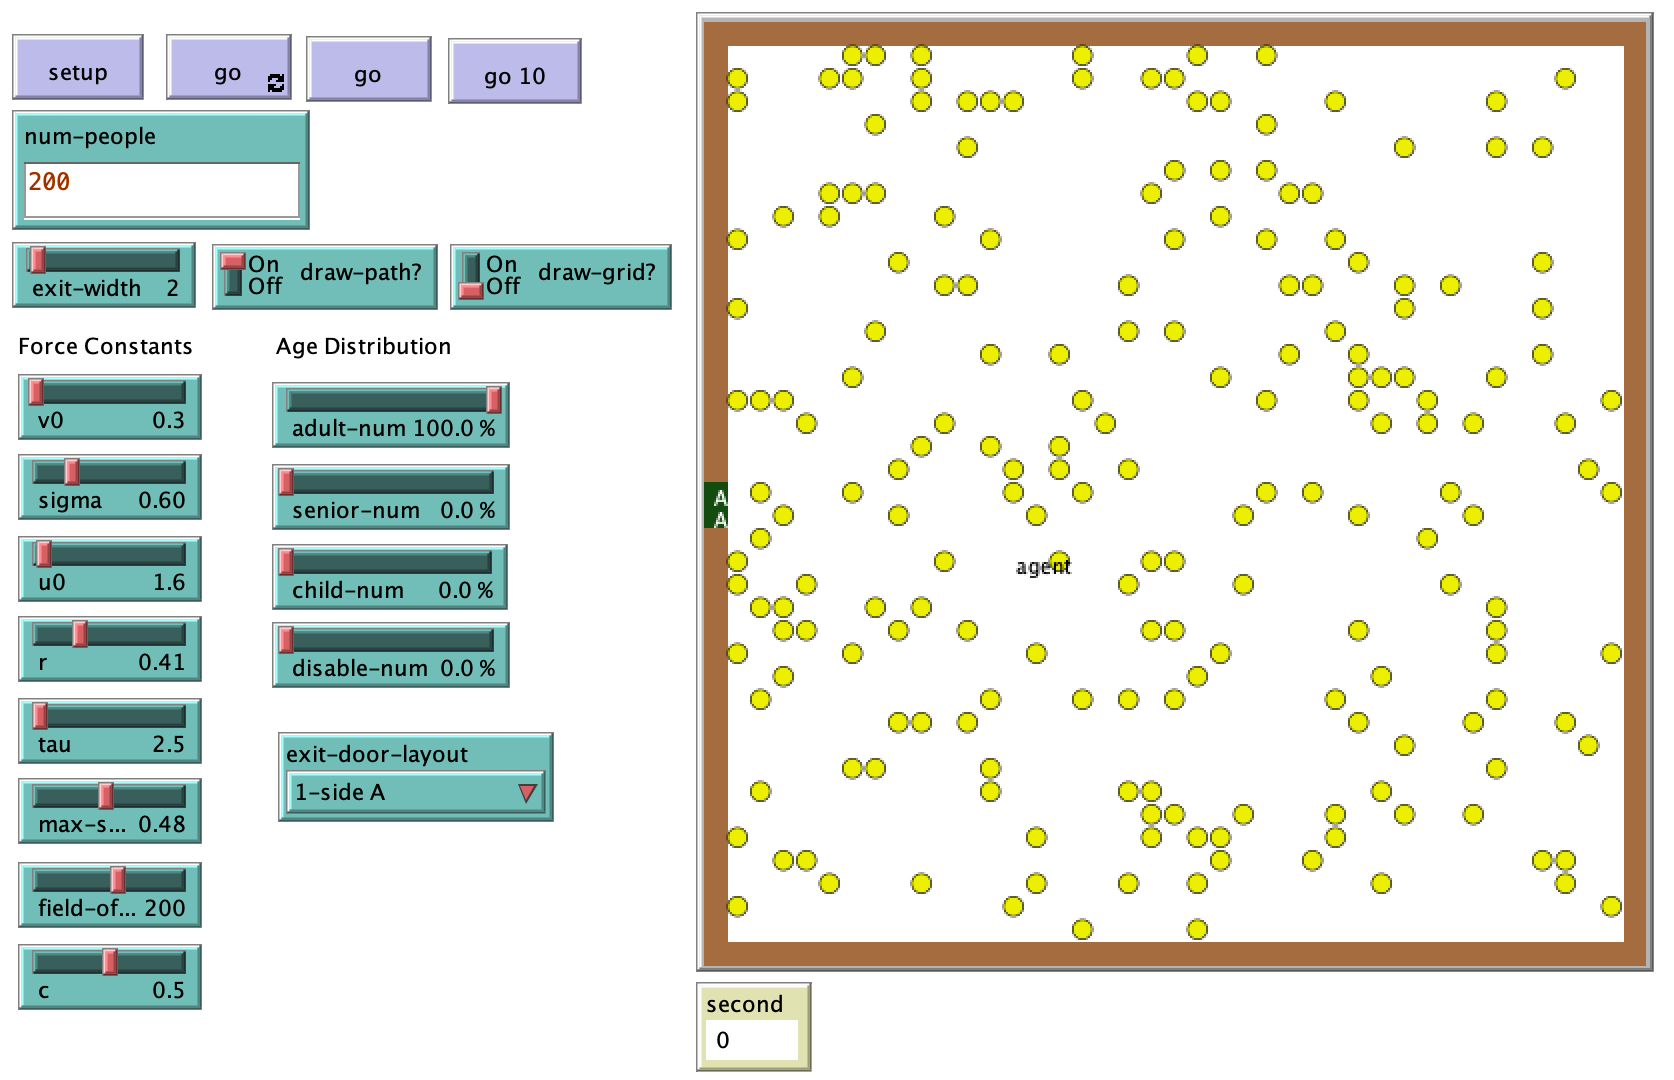 setup
go
go
go 10
num-people
200
exit-width 2
On
Off
draw-path?
On
Off
draw-grid?
Force Constants
Age Distribution
v0 0.3
adult-num 100.0 %
sigma 0.60
senior-num 0.0 %
u0 1.6
child-num 0.0 %
r 0.41
disable-num 0.0 %
tau 2.5
exit-door-layout
1-side A
max-s... 0.48
field-of... 200
c 0.5
A
A
agent
second
0